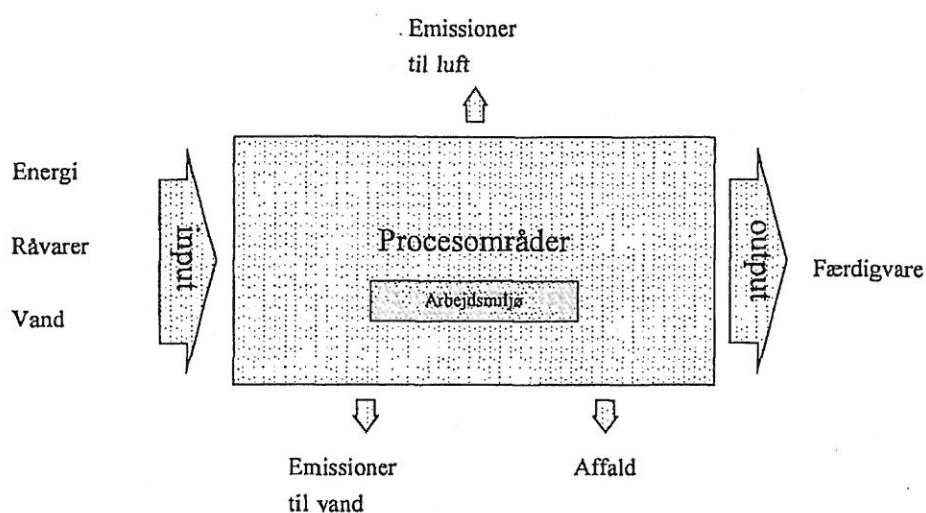 Emissioner
til luft
Energi
Råvarer
Vand
input
Procesområder
Arbejdsmiljø
output
Færdigvare
Emissioner
til vand
Affald